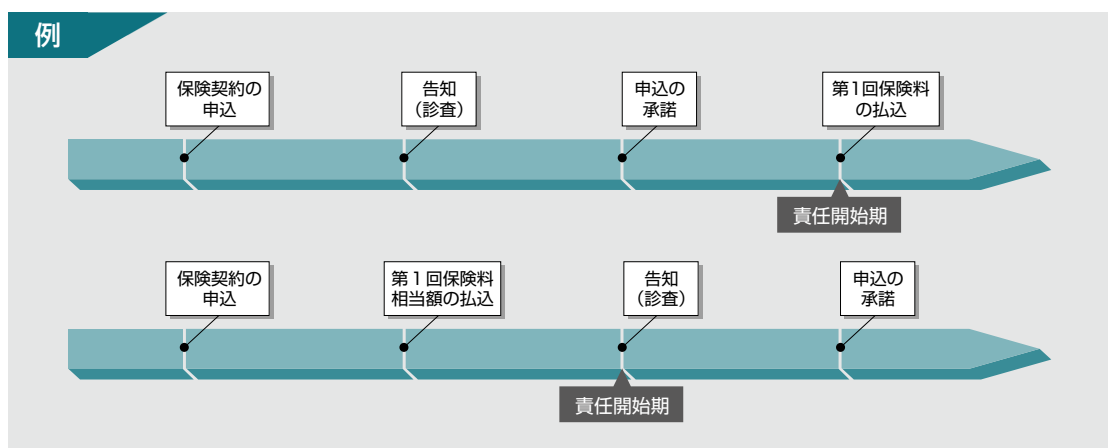 例
保険契約の
申込
告知
（診査）
申込の
承諾
第1回保険料
の払込
責任開始期
保険契約の
申込
第1回保険料
相当額の払込
告知
（診査）
申込の
承諾
責任開始期